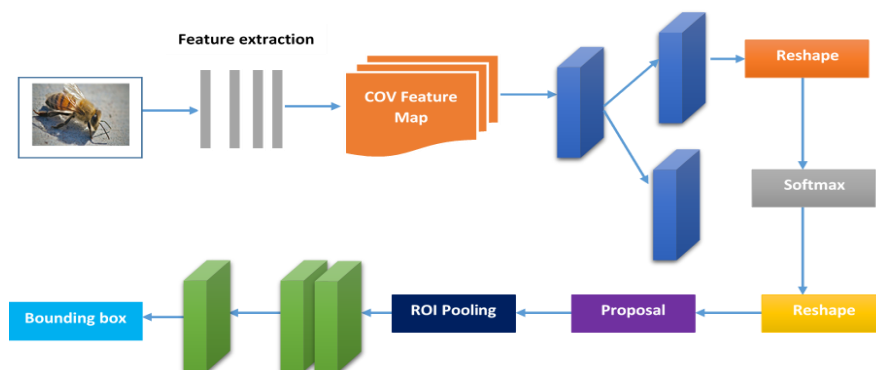 Feature extraction
COV Feature
Map
Reshape
Softmax
Reshape
Proposal
ROI Pooling
Bounding box